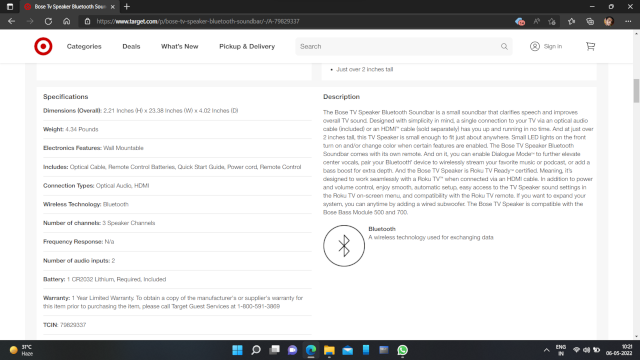 Bose Tv Speaker Bluetooth Soun
https://www.target.com/p/bose-tv-speaker-bluetooth-soundbar/-/A-79829337
Categories
Deals
What's New
Pickup & Delivery
Search
Sign in
Just over 2 inches tall
Specifications
Dimensions (Overall): 2.21 Inches (H) x 23.38 Inches (W) x 4.02 Inches (D)
Weight: 4.34 Pounds
Electronics Features: Wall Mountable
Includes: Optical Cable, Remote Control Batteries, Quick Start Guide, Power cord, Remote Control
Connection Types: Optical Audio, HDMI
Wireless Technology: Bluetooth
Number of channels: 3 Speaker Channels
Frequency Response: N/a
Number of audio inputs: 2
Battery: 1 CR2032 Lithium, Required, Included
Warranty: 1 Year Limited Warranty. To obtain a copy of the manufacturer's or supplier's warranty for
this item prior to purchasing the item, please call Target Guest Services at 1-800-591-3869
TCIN: 79829337
Description
The Bose TV Speaker Bluetooth Soundbar is a small soundbar that clarifies speech and improves
overall TV sound. Designed with simplicity in mind, a single connection to your TV via an optical audio
cable (included) or an HDMI™ cable (sold separately) has you up and running in no time. And at just over
2 inches tall, this TV Speaker is small enough to fit just about anywhere. Small LED lights on the front
turn on and/or change color when certain features are enabled. The Bose TV Speaker Bluetooth
Soundbar comes with its own remote. And on it, you can enable Dialogue Mode™ to further elevate
center vocals, pair your Bluetooth® device to wirelessly stream your favorite music or podcast, or add a
bass boost for extra depth. And the Bose TV Speaker is Roku TV Ready™ certified. Meaning, it's
designed to work seamlessly with a Roku TV™ when connected via an HDMI cable. In addition to power
and volume control, enjoy smooth, automatic setup, easy access to the TV Speaker sound settings in
the Roku TV on-screen menu, and compatibility with the Roku TV remote. If you want to expand your
system, you can anytime by adding a wired subwoofer. The Bose TV Speaker is compatible with the
Bose Bass Module 500 and 700.
Bluetooth
A wireless technology used for exchanging data
31°C
Haze
ENG
IN
10:21
06-05-2022